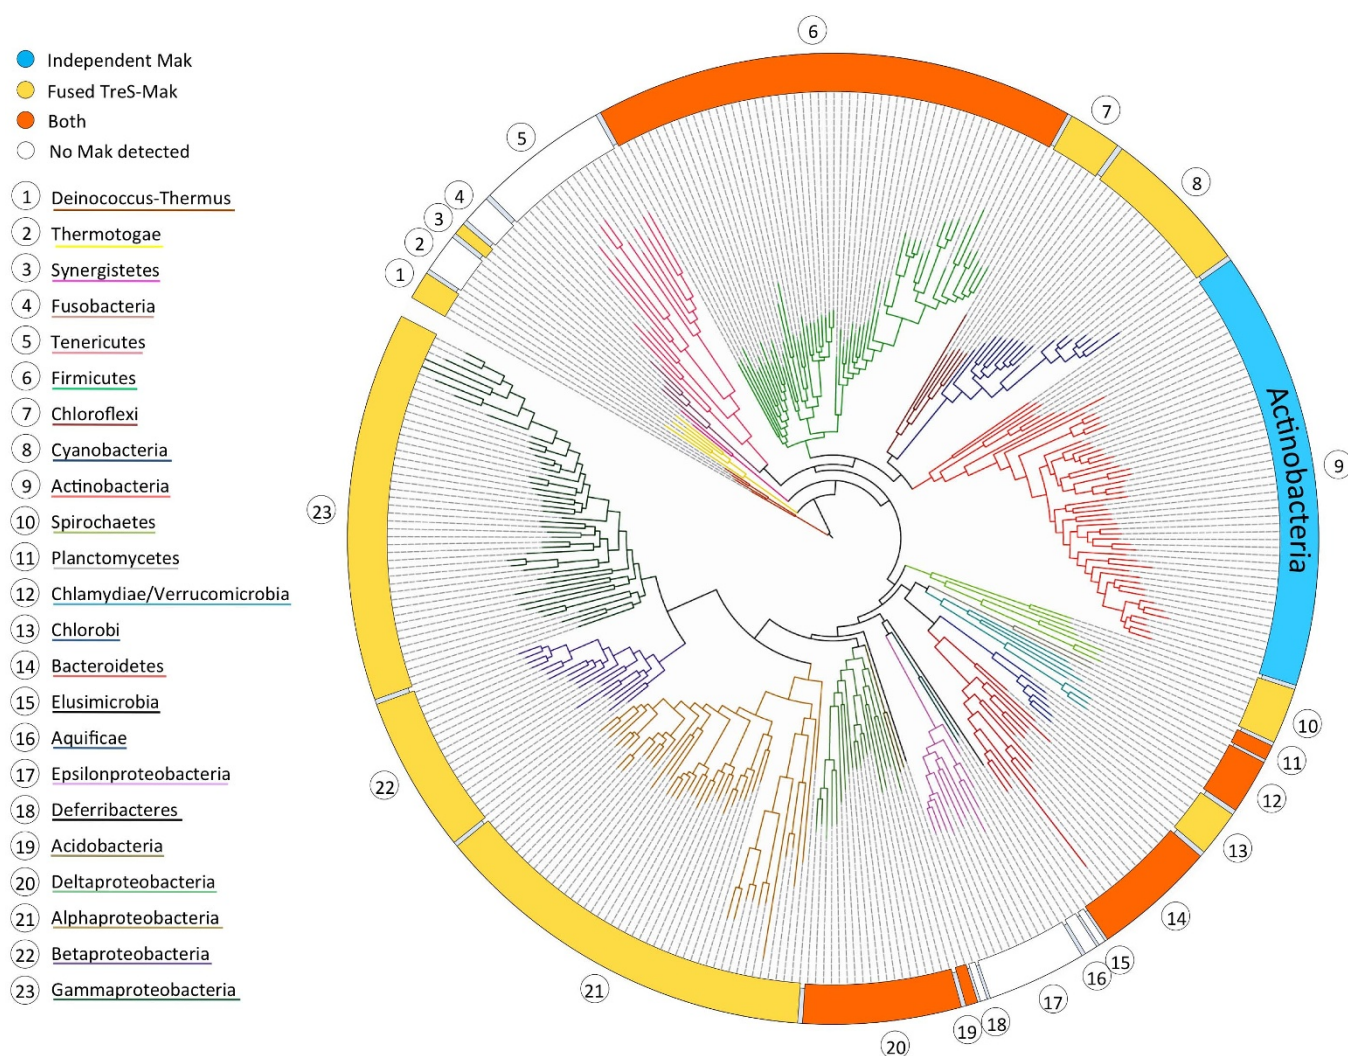 Independent Mak
Fused TreS-Mak
Both
No Mak detected
1 Deinococcus-Thermus
2 Thermotogae
3 Synergistetes
4 Fusobacteria
5 Tenericutes
6 Firmicutes
7 Chloroflexi
8 Cyanobacteria
9 Actinobacteria
10 Spirochaetes
11 Planctomycetes
12 Chlamydiae/Verrucomicrobia
13 Chlorobi
14 Bacteroidetes
15 Elusimicrobia
16 Aquificae
17 Epsilonproteobacteria
18 Deferribacteres
19 Acidobacteria
20 Deltaproteobacteria
21 Alphaproteobacteria
22 Betaproteobacteria
23 Gammaproteobacteria
1
2
3
4
5
6
7
8
Actinobacteria
9
10
11
12
13
14
15
16
17
18
19
20
21
22
23